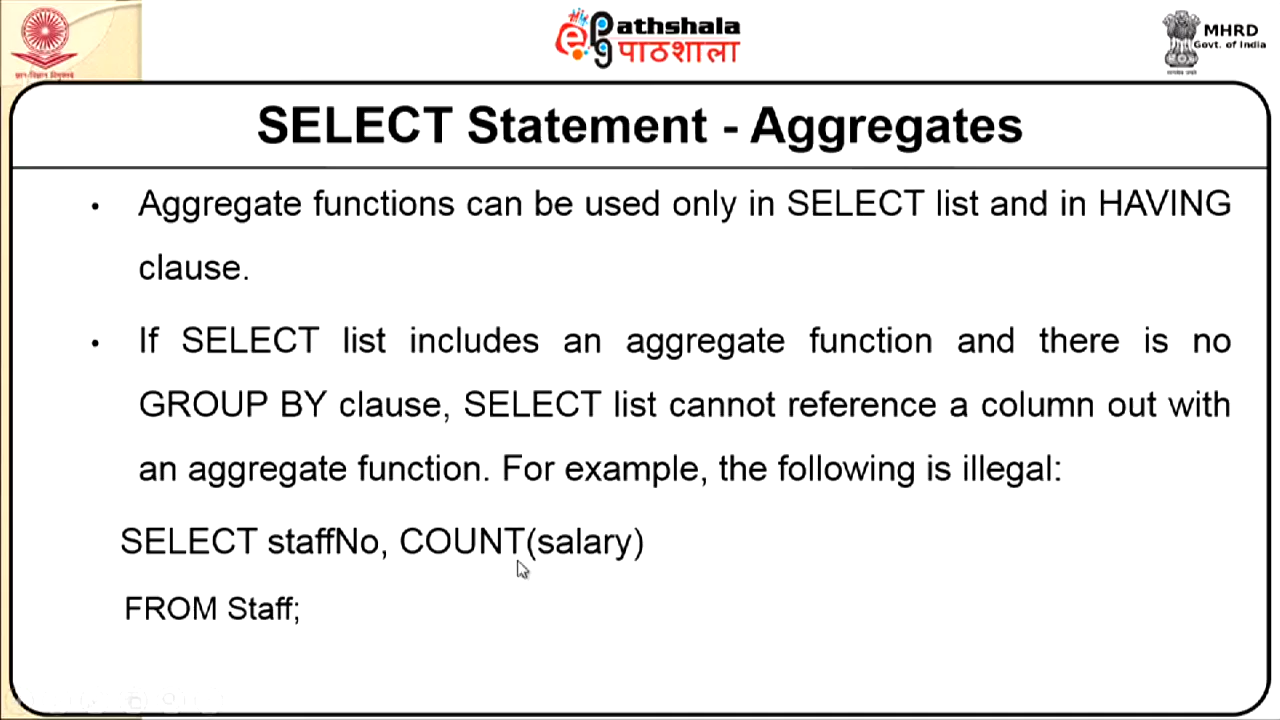 Pathshala
पाठशाला
MHRD
Govt. of India
SELECT Statement - Aggregates
• Aggregate functions can be used only in SELECT list and in HAVING
clause.
• If SELECT list includes an aggregate function and there is no
GROUP BY clause, SELECT list cannot reference a column out with
an aggregate function. For example, the following is illegal:
SELECT staffNo, COUNT(salary)
FROM Staff;